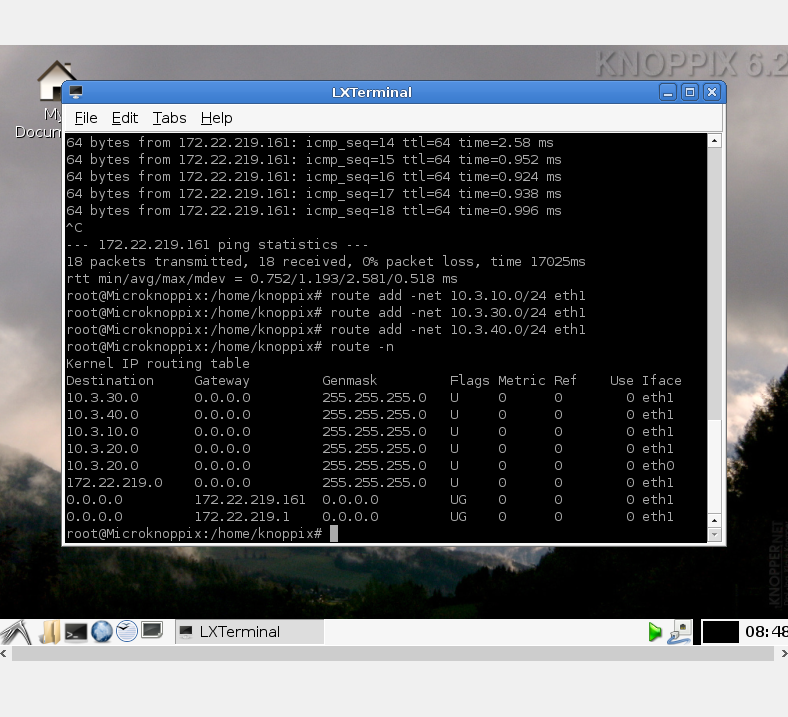 KNOPPIX 6.2
My
Docum
LXTerminal
File Edit Tabs Help
64 bytes from 172.22.219.161: icmp_seq=14 ttl=64 time=2.58 ms
64 bytes from 172.22.219.161: icmp_seq=15 ttl=64 time=0.952 ms
64 bytes from 172.22.219.161: icmp_seq=16 ttl=64 time=0.924 ms
64 bytes from 172.22.219.161: icmp_seq=17 ttl=64 time=0.938 ms
64 bytes from 172.22.219.161: icmp_seq=18 ttl=64 time=0.996 ms
^C
--- 172.22.219.161 ping statistics ---
18 packets transmitted, 18 received, 0% packet loss, time 17025ms
rtt min/avg/max/mdev = 0.752/1.193/2.581/0.518 ms
root@Microknoppix:/home/knoppix# route add -net 10.3.10.0/24 eth1
root@Microknoppix:/home/knoppix# route add -net 10.3.30.0/24 eth1
root@Microknoppix:/home/knoppix# route add -net 10.3.40.0/24 eth1
root@Microknoppix:/home/knoppix# route -n
Kernel IP routing table
Destination Gateway Genmask Flags Metric Ref Use Iface
10.3.30.0 0.0.0.0 255.255.255.0 U 0 0 0 eth1
10.3.40.0 0.0.0.0 255.255.255.0 U 0 0 0 eth1
10.3.10.0 0.0.0.0 255.255.255.0 U 0 0 0 eth1
10.3.20.0 0.0.0.0 255.255.255.0 U 0 0 0 eth1
10.3.20.0 0.0.0.0 255.255.255.0 U 0 0 0 eth0
172.22.219.0 0.0.0.0 255.255.255.0 U 0 0 0 eth1
0.0.0.0 172.22.219.161 0.0.0.0 UG 0 0 0 eth1
0.0.0.0 172.22.219.1 0.0.0.0 UG 0 0 0 eth1
root@Microknoppix:/home/knoppix#
KNOPPER.NET
LXTerminal
08:48